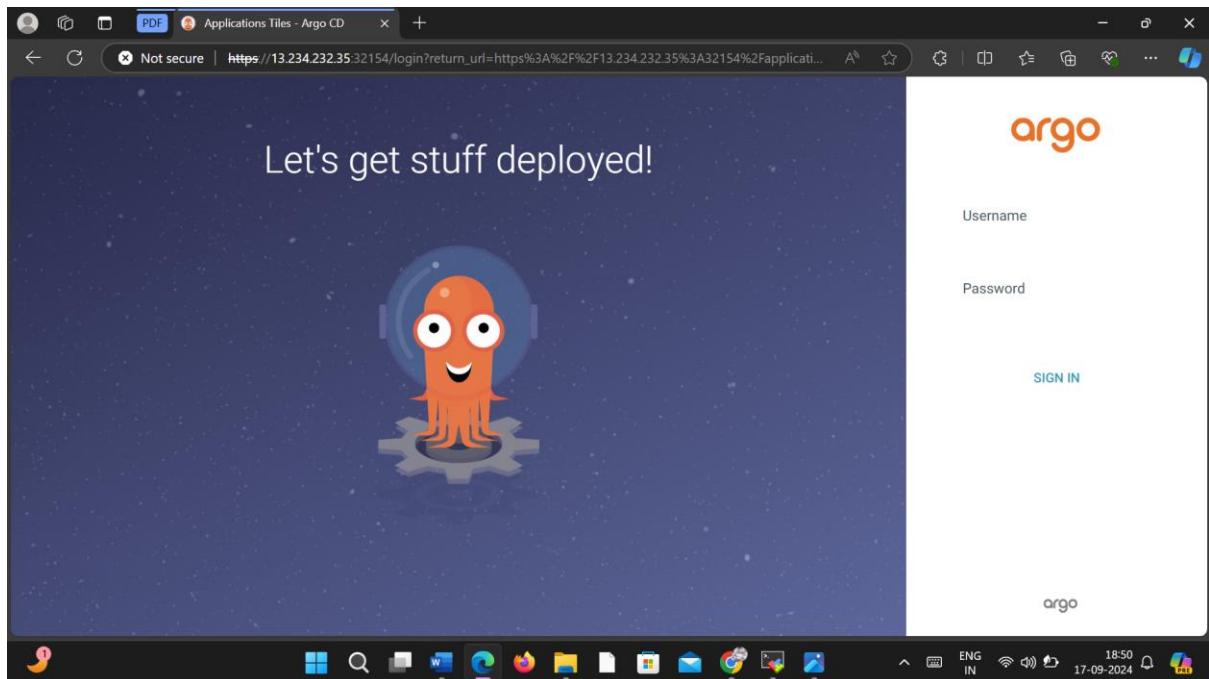 PDF
Applications Tiles - Argo CD
Not secure | https://13.234.232.35:32154/login?return_url=https%3A%2F%2F13.234.232.35%3A32154%2Fapplicati...
argo
Let's get stuff deployed!
Username
Password
SIGN IN
argo
1
ENG
IN
18:50
17-09-2024
PRE